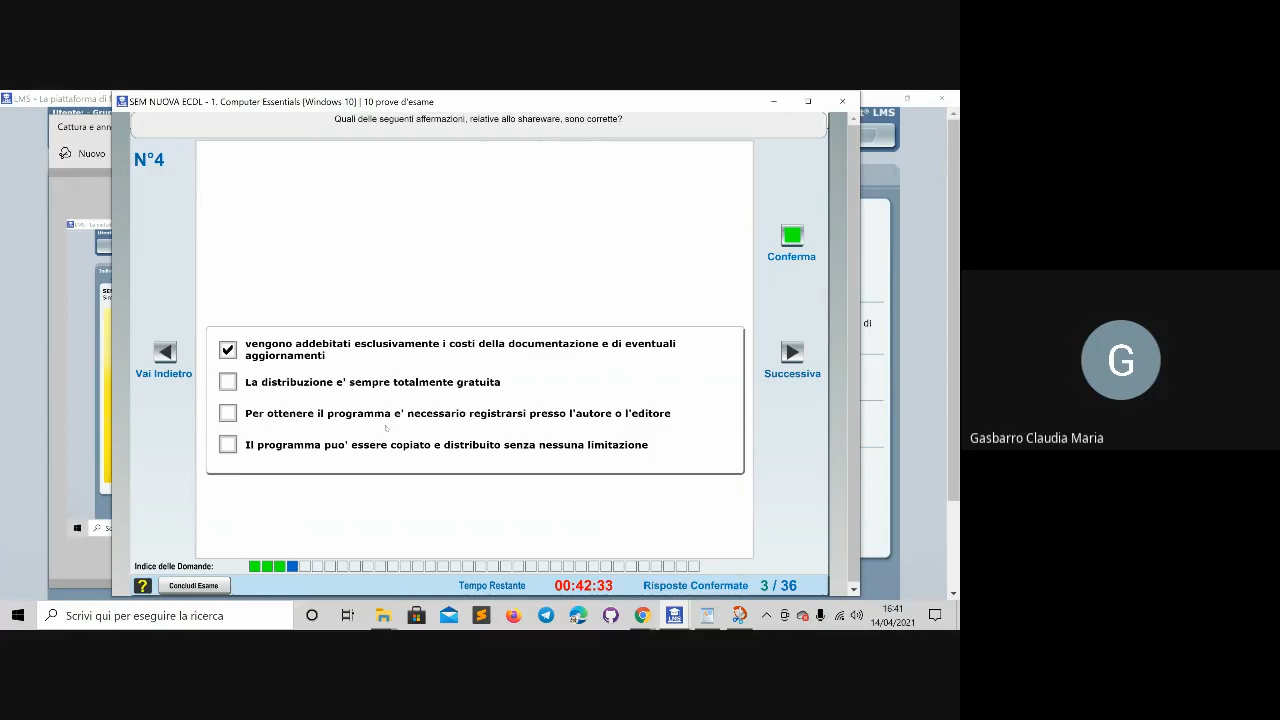 LMS - La piattaforma di
SEM NUOVA ECDL - 1. Computer Essentials [Windows 10] | 10 prove d'esame
LMS
Cattura e ann
Nuovo
Quali delle seguenti affermazioni, relative allo shareware, sono corrette?
N°4
Conferma
vengono addebitati esclusivamente i costi della documentazione e di eventuali
aggiornamenti
La distribuzione e' sempre totalmente gratuita
Per ottenere il programma e' necessario registrarsi presso l'autore o l'editore
Il programma puo' essere copiato e distribuito senza nessuna limitazione
Vai Indietro
Successiva
di
Indice delle Domande:
?
Concludi Esame
Tempo Restante
00:42:33
Risposte Confermate
3 / 36
Scrivi qui per eseguire la ricerca
LMS
16:41
14/04/2021
G
Gasbarro Claudia Maria